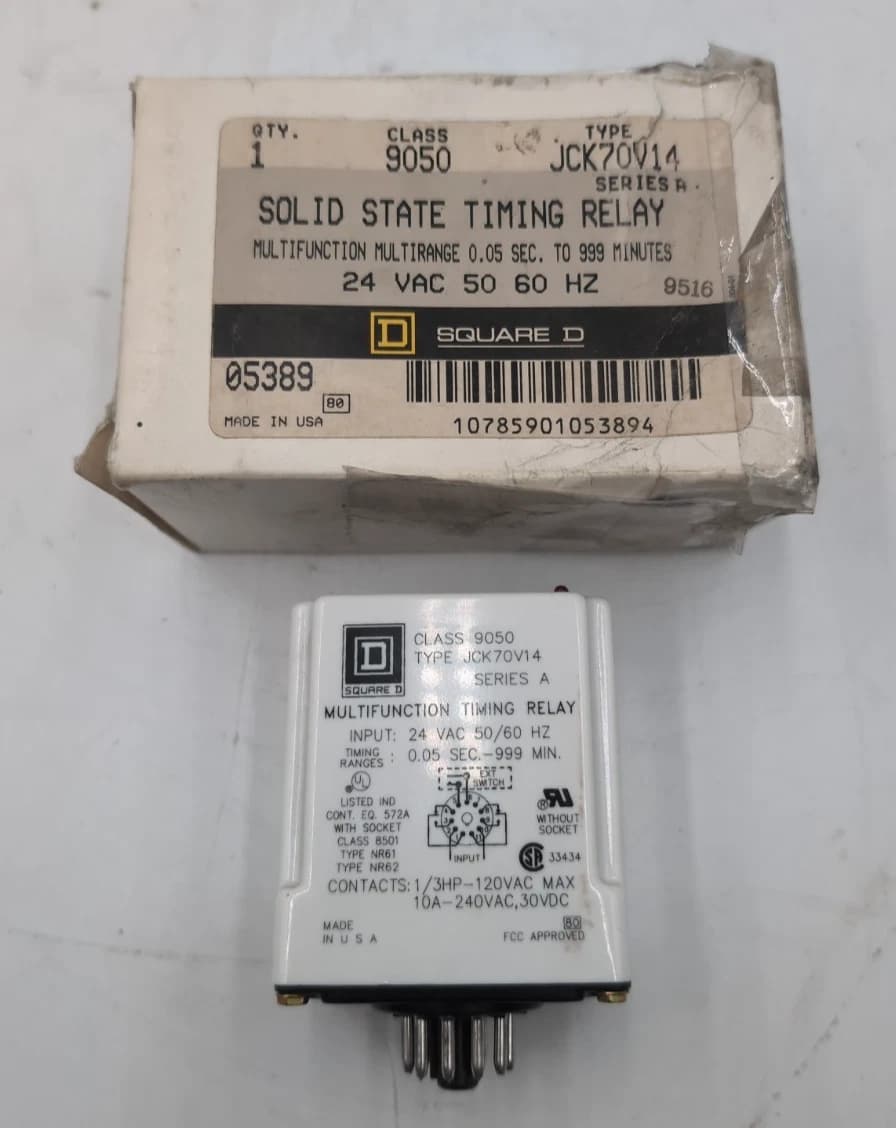 QTY. CLASS TYPE
1 9050 JCK70V14
SERIES A
SOLID STATE TIMING RELAY
MULTIFUNCTION MULTIRANGE 0.05 SEC. TO 999 MINUTES
24 VAC 50 60 HZ 9516
D SQUARE D
05389
80
MADE IN USA
10785901053894
D
SQUARE D
CLASS 9050
TYPE JCK70V14
SERIES A
MULTIFUNCTION TIMING RELAY
INPUT: 24 VAC 50/60 HZ
TIMING RANGES : 0.05 SEC.-999 MIN.
UL
LISTED IND
CONT. EQ. 572A
WITH SOCKET
CLASS 8501
TYPE NR61
TYPE NR62
EXT
SWITCH
INPUT
RU
WITHOUT
SOCKET
SA 33434
CONTACTS: 1/3HP-120VAC MAX
10A-240VAC,30VDC
MADE
IN U S A
80
FCC APPROVED